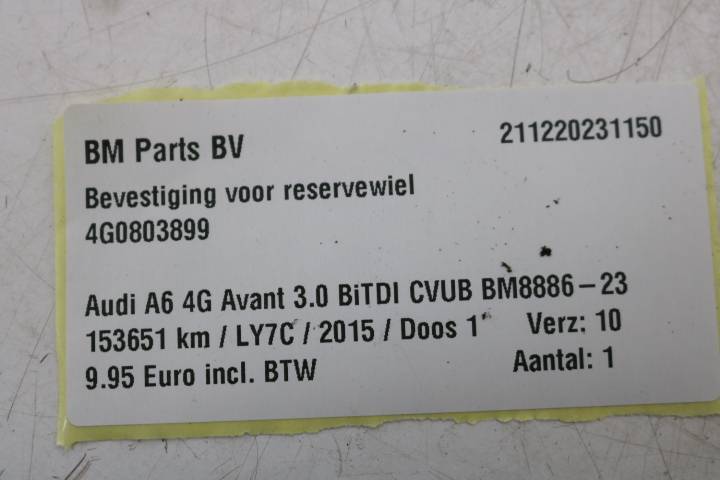 BM Parts BV 211220231150
Bevestiging voor reservewiel
4G0803899
Audi A6 4G Avant 3.0 BiTDI CVUB BM8886-23
153651 km / LY7C / 2015 / Doos 1 Verz: 10
9.95 Euro incl. BTW Aantal: 1